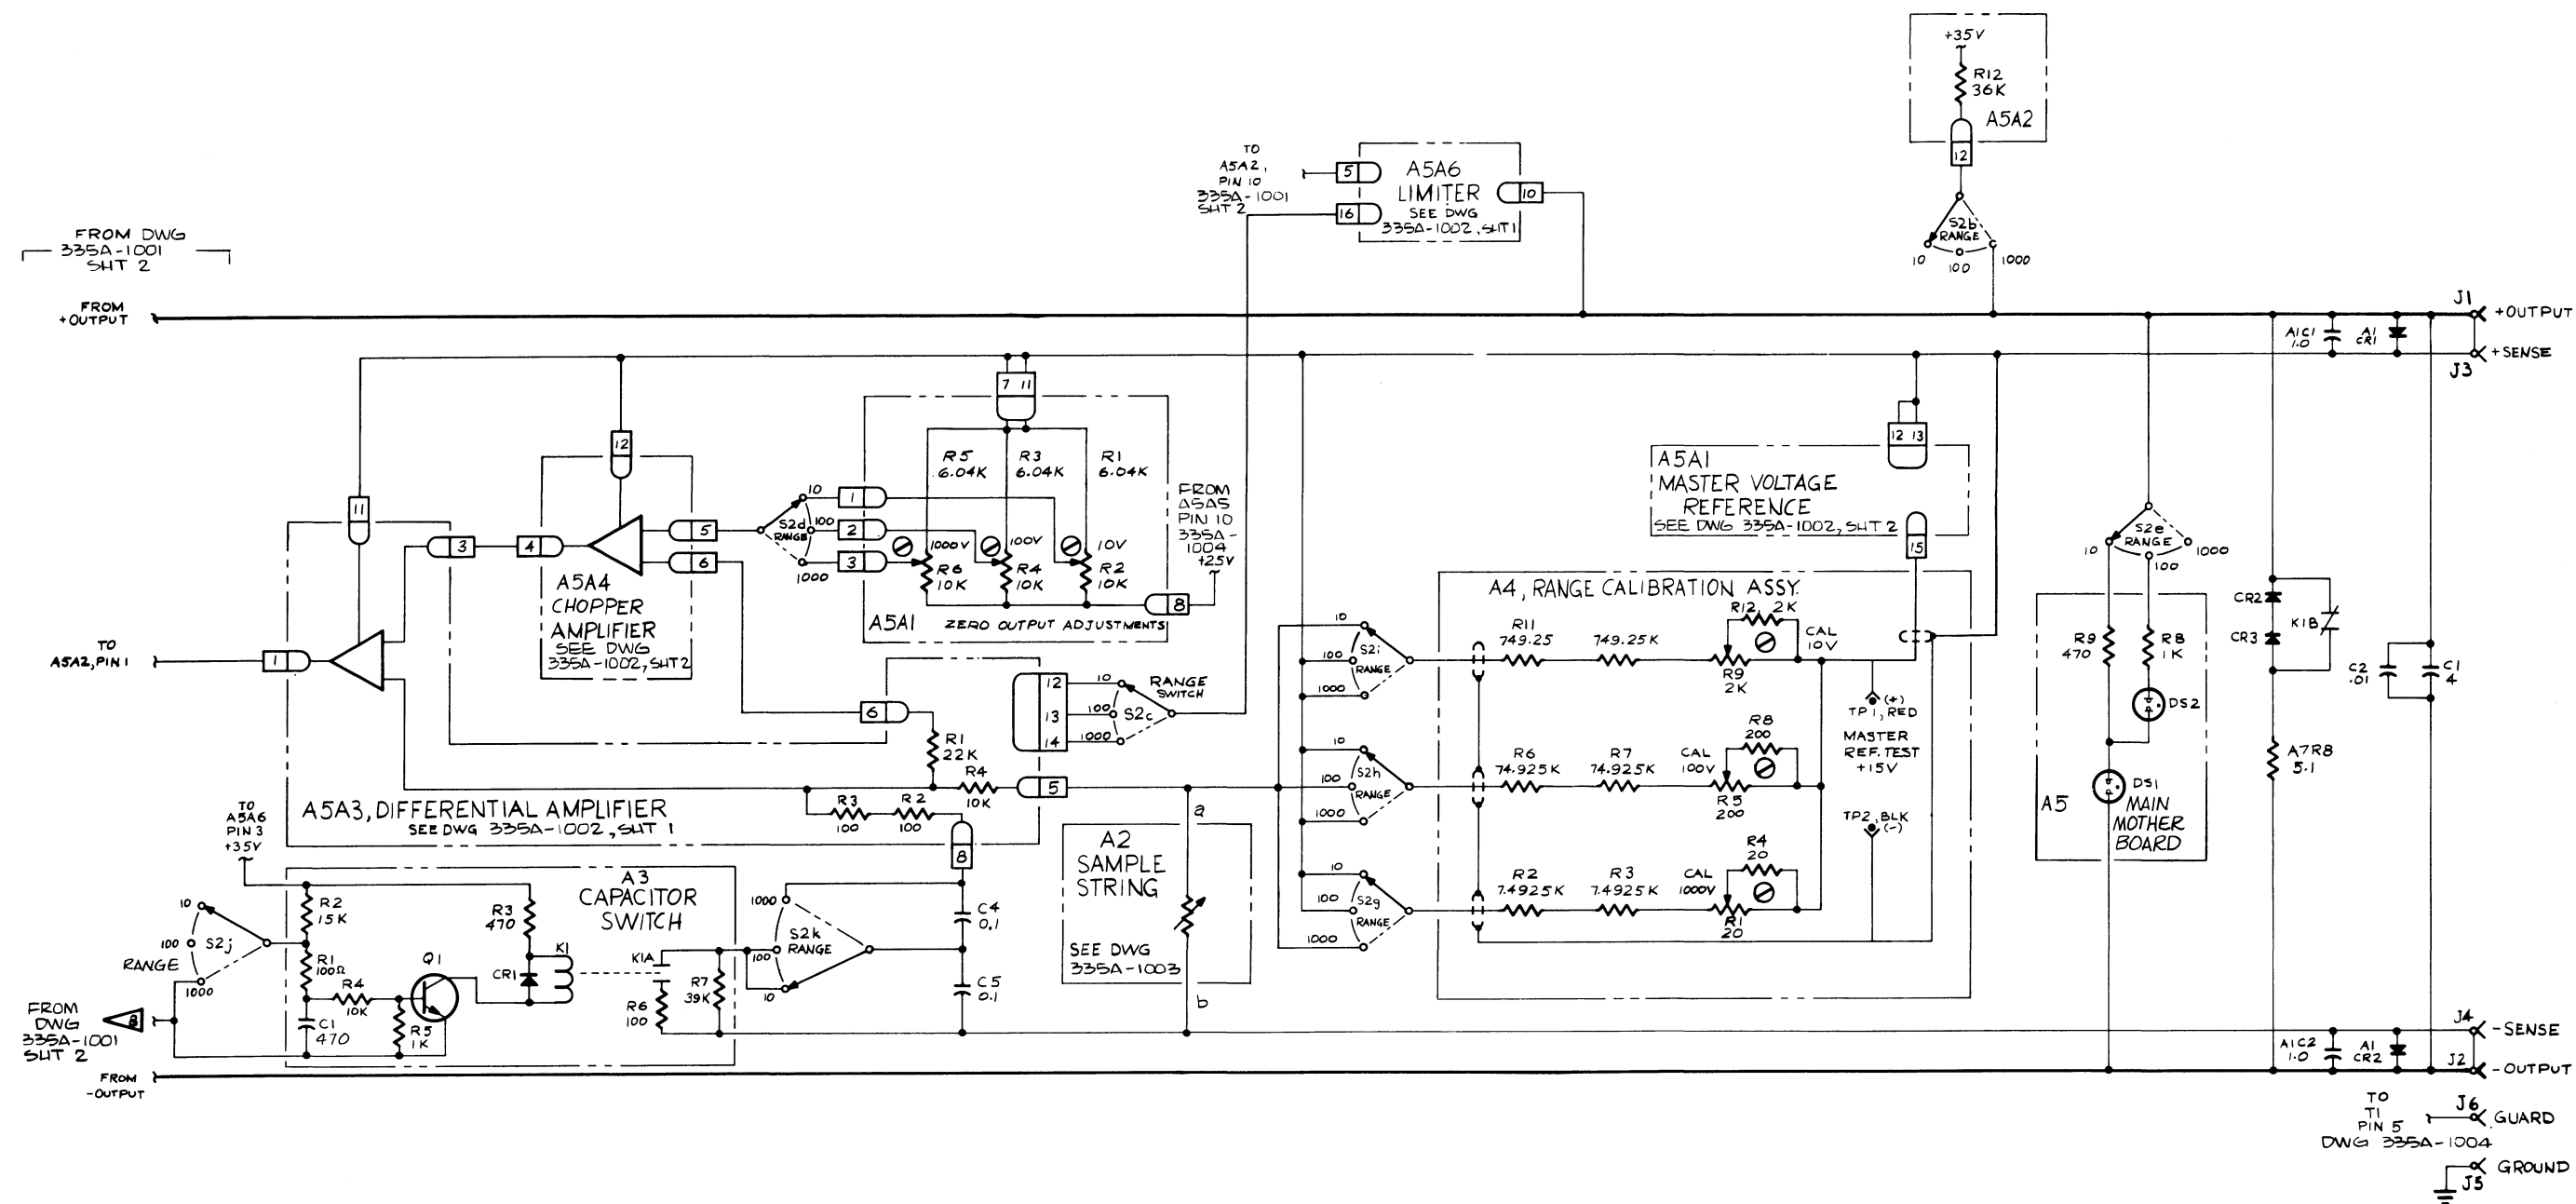 +35V
R12
36K
A5A2
12
S2b
RANGE
10
100
1000
TO
A5A2,
PIN 10
335A-1001
SHT 2
5
16
A5A6
LIMITER
SEE DWG
335A-1002, SHT 1
10
FROM DWG
335A-1001
SHT 2
FROM
+OUTPUT
J1
+OUTPUT
A1C1
1.0
A1
CR1
+SENSE
J3
7 11
12
11
R5
6.04K
R3
6.04K
R1
6.04K
FROM
A5A5
PIN 10
335A-
1004
+25V
10
S2d
RANGE
100
1000
1
2
3
1000V
R6
10K
100V
R4
10K
10V
R2
10K
8
A5A1
ZERO OUTPUT ADJUSTMENTS
5
6
3
4
A5A4
CHOPPER
AMPLIFIER
SEE DWG
335A-1002, SHT 2
TO
A5A2, PIN 1
1
6
R1
22K
R4
10K
5
12
13
14
10
100
1000
S2c
RANGE
SWITCH
A5A3, DIFFERENTIAL AMPLIFIER
SEE DWG 335A-1002, SHT 1
R3
100
R2
100
8
12 13
A5A1
MASTER VOLTAGE
REFERENCE
SEE DWG 335A-1002, SHT 2
15
A4, RANGE CALIBRATION ASSY.
10
100
1000
S2i
RANGE
R11
749.25
749.25K
R12, 2K
CAL
10V
R9
2K
TP1, RED
(+)
MASTER
REF. TEST
+15V
10
100
1000
S2h
RANGE
R6
74.925K
R7
74.925K
CAL
100V
R8
200
R5
200
TP2, BLK
(-)
10
100
1000
S2g
RANGE
R2
7.4925K
R3
7.4925K
CAL
1000V
R4
20
R1
20
S2e
RANGE
10
100
1000
R9
470
R8
1K
DS2
DS1
A5
MAIN
MOTHER
BOARD
CR2
CR3
K1B
A7R8
5.1
C2
.01
C1
4
a
A2
SAMPLE
STRING
SEE DWG
335A-1003
b
TO
A5A6
PIN 3
+35V
A3
CAPACITOR
SWITCH
10
100
1000
S2j
RANGE
R2
15K
R1
100Ω
R4
10K
C1
470
R5
1K
Q1
R3
470
CR1
K1
K1A
R6
100
R7
39K
1000
S2k
RANGE
100
10
C4
0.1
C5
0.1
FROM
DWG
335A-1001
SHT 2
B
FROM
-OUTPUT
J4
-SENSE
A1C2
1.0
A1
CR2
J2
-OUTPUT
TO
T1
PIN 5
DWG 335A-1004
J6
GUARD
GROUND
J5